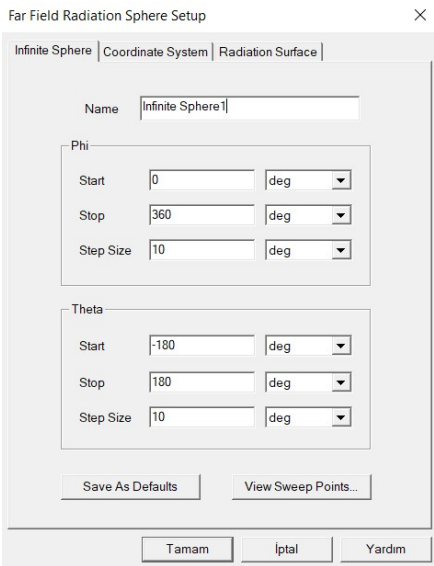 Far Field Radiation Sphere Setup
Infinite Sphere Coordinate System Radiation Surface
Name Infinite Sphere1
Phi
Start 0 deg
Stop 360 deg
Step Size 10 deg
Theta
Start -180 deg
Stop 180 deg
Step Size 10 deg
Save As Defaults View Sweep Points...
Tamam İptal Yardım